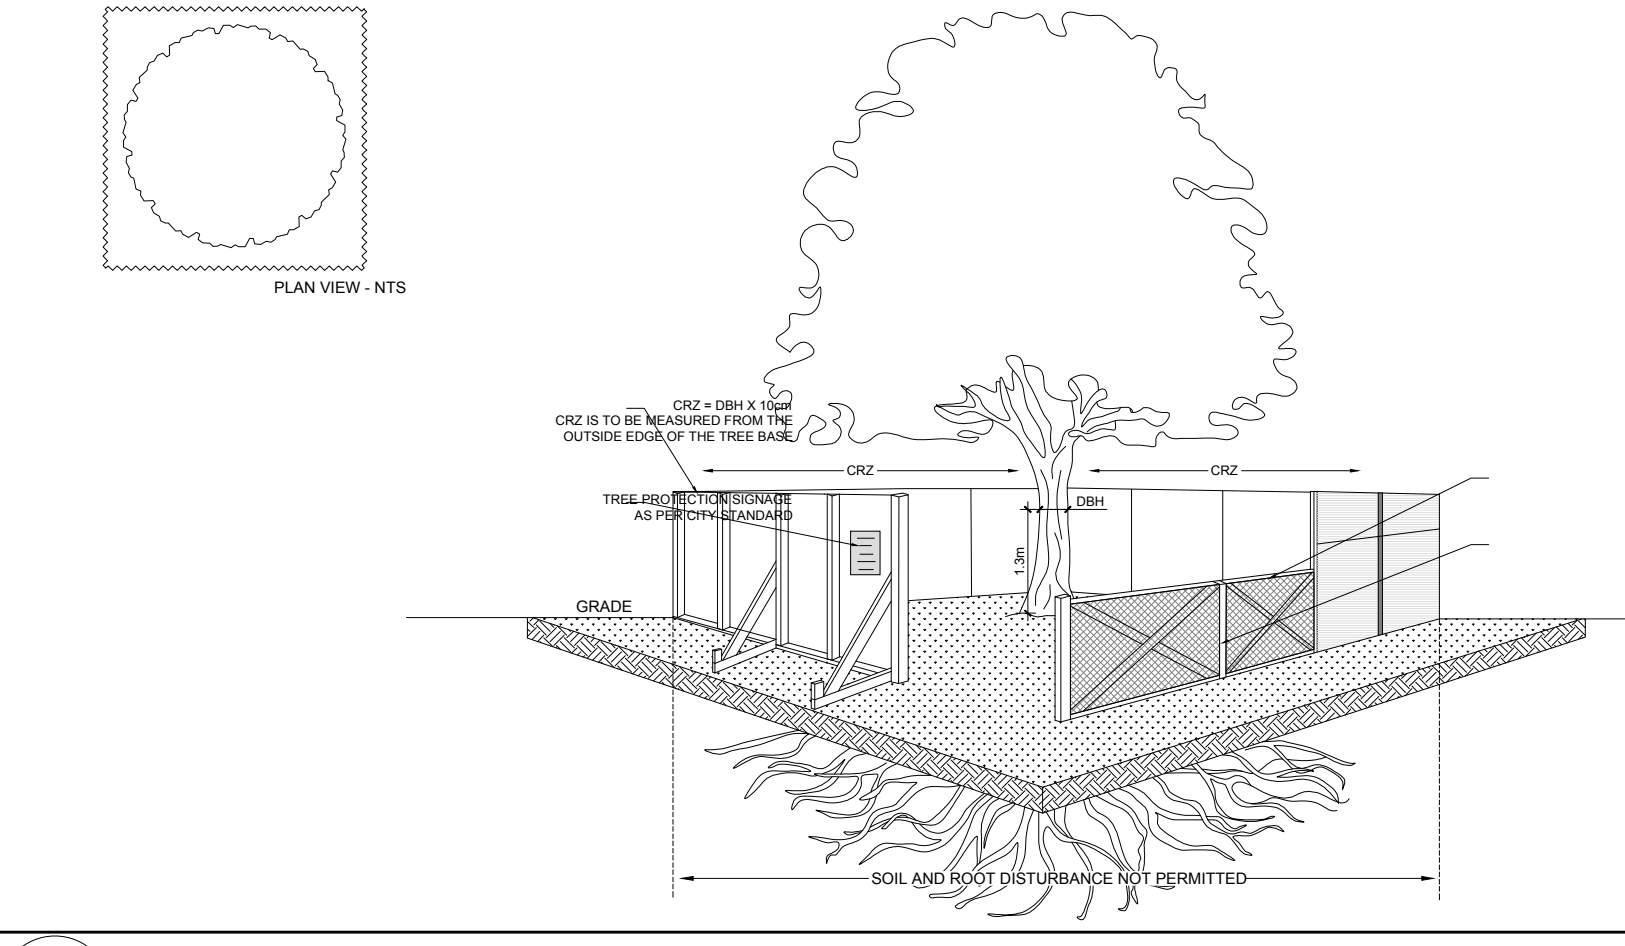 PLAN VIEW - NTS
CRZ = DBH X 10cm
CRZ IS TO BE MEASURED FROM THE
OUTSIDE EDGE OF THE TREE BASE
CRZ
CRZ
TREE PROTECTION SIGNAGE
AS PER CITY STANDARD
DBH
1.3m
GRADE
SOIL AND ROOT DISTURBANCE NOT PERMITTED